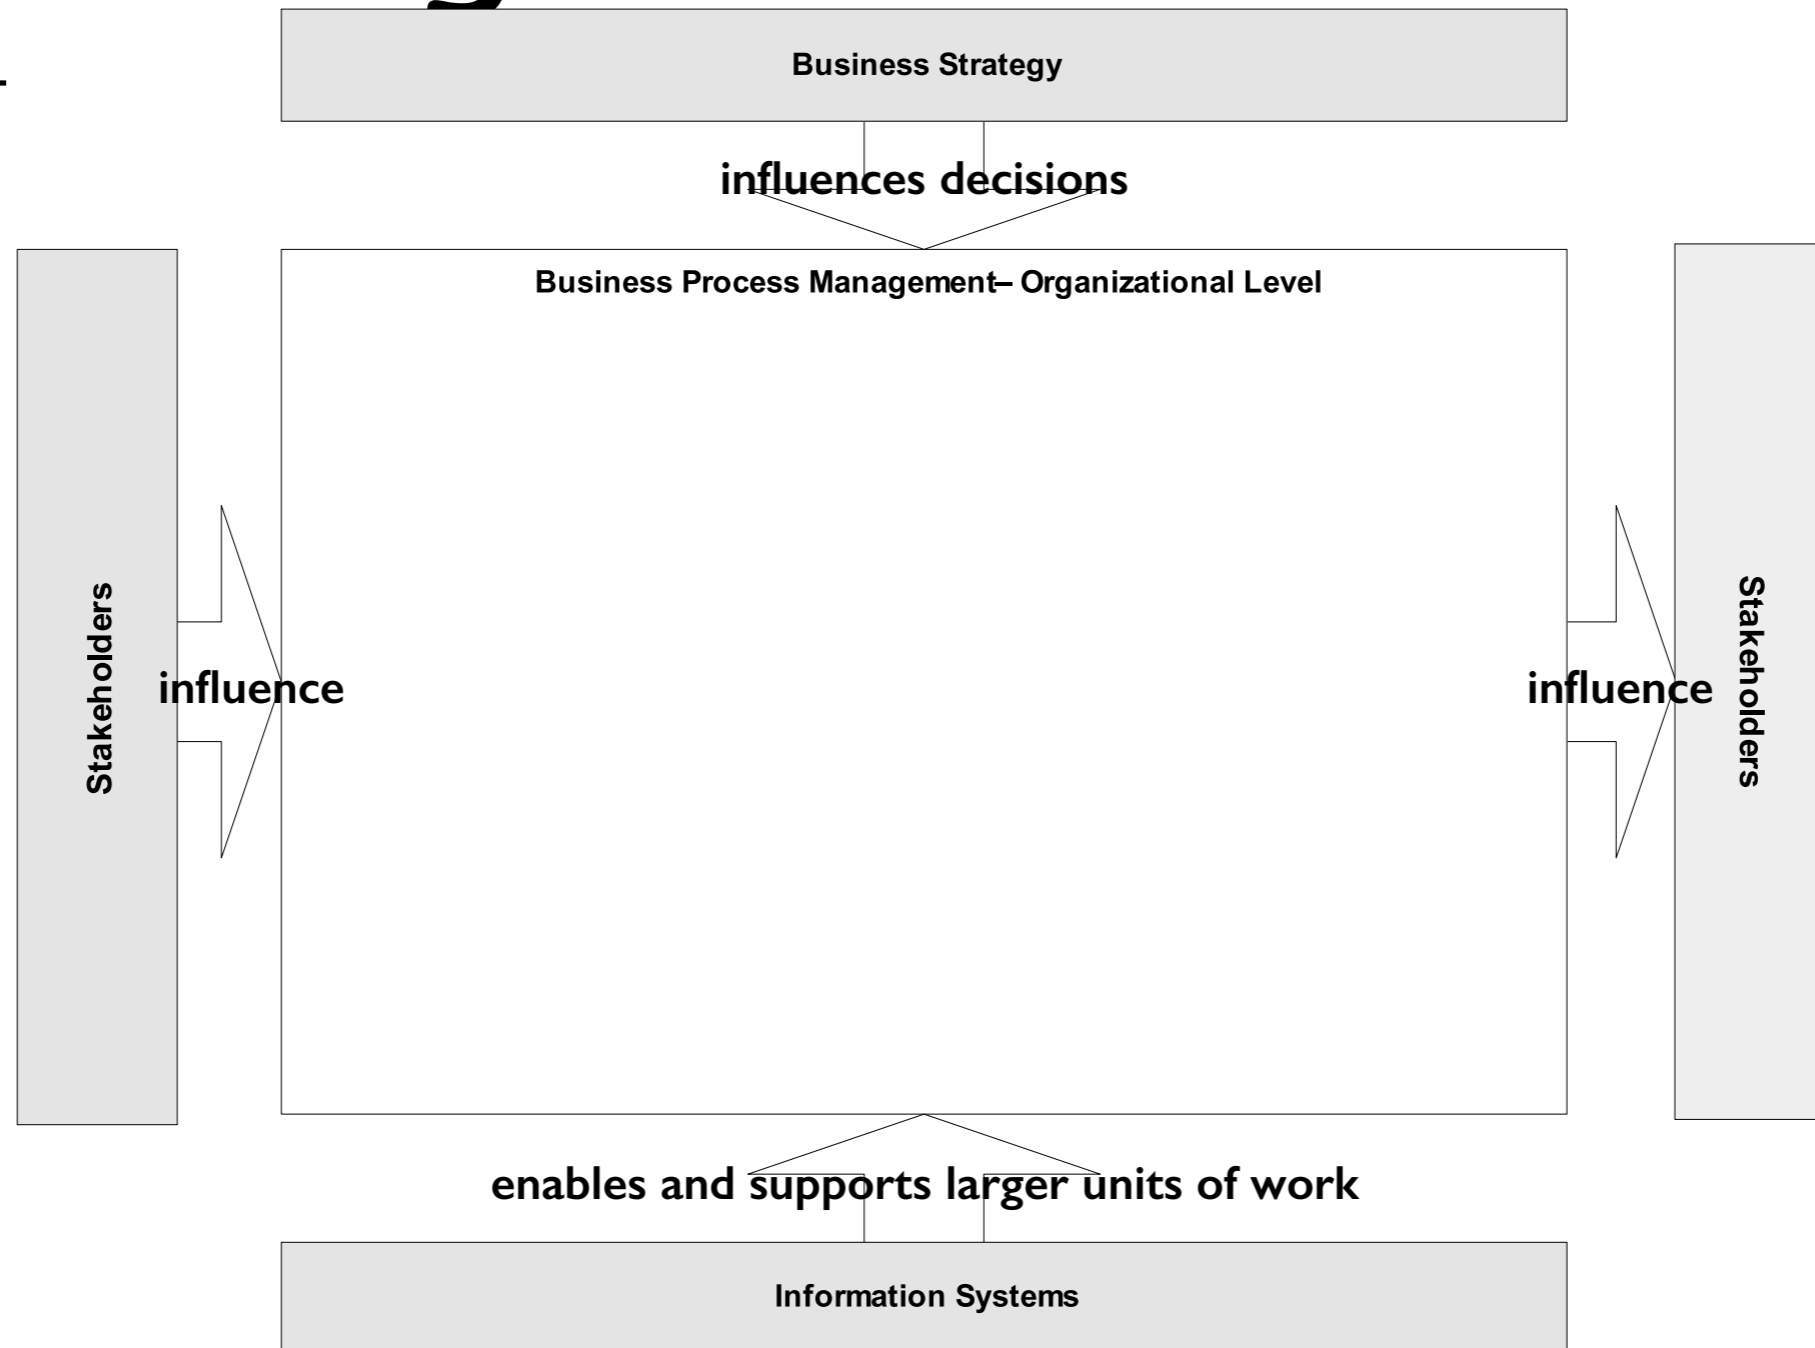 Business Strategy
influences decisions
Business Process Management– Organizational Level
Stakeholders
influence
influence
Stakeholders
enables and supports larger units of work
Information Systems